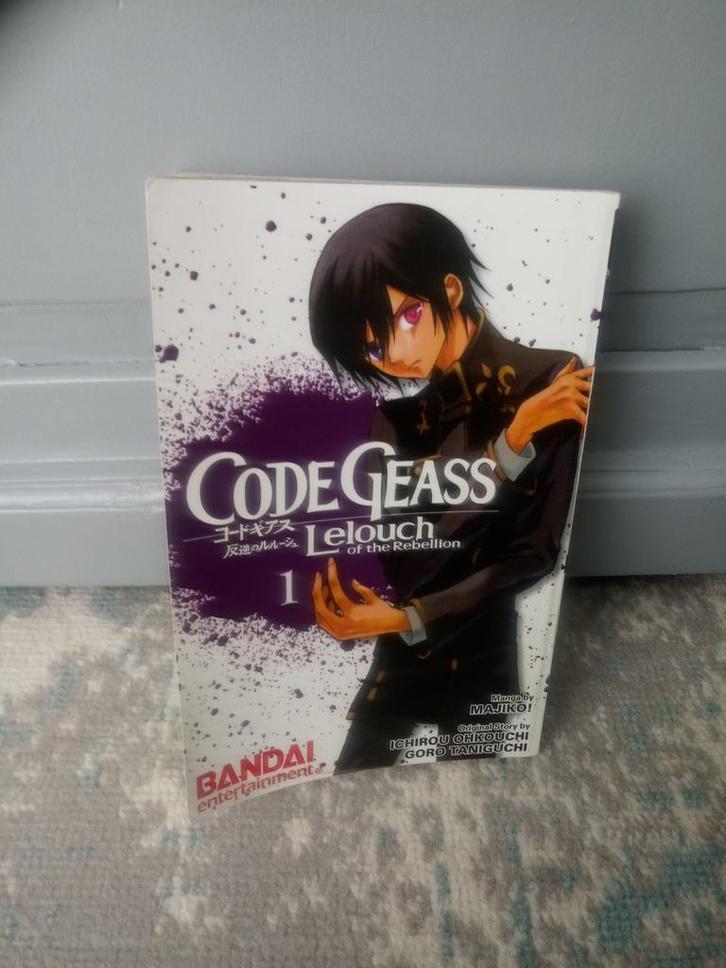 CODE GEASS
コードギアス
反逆のルルーシュ
Lelouch
of the Rebellion
1
Manga by
MAJIKO!
Original Story by
ICHIROU OHKOUCHI
GORO TANIGUCHI
BANDAI
entertainment®